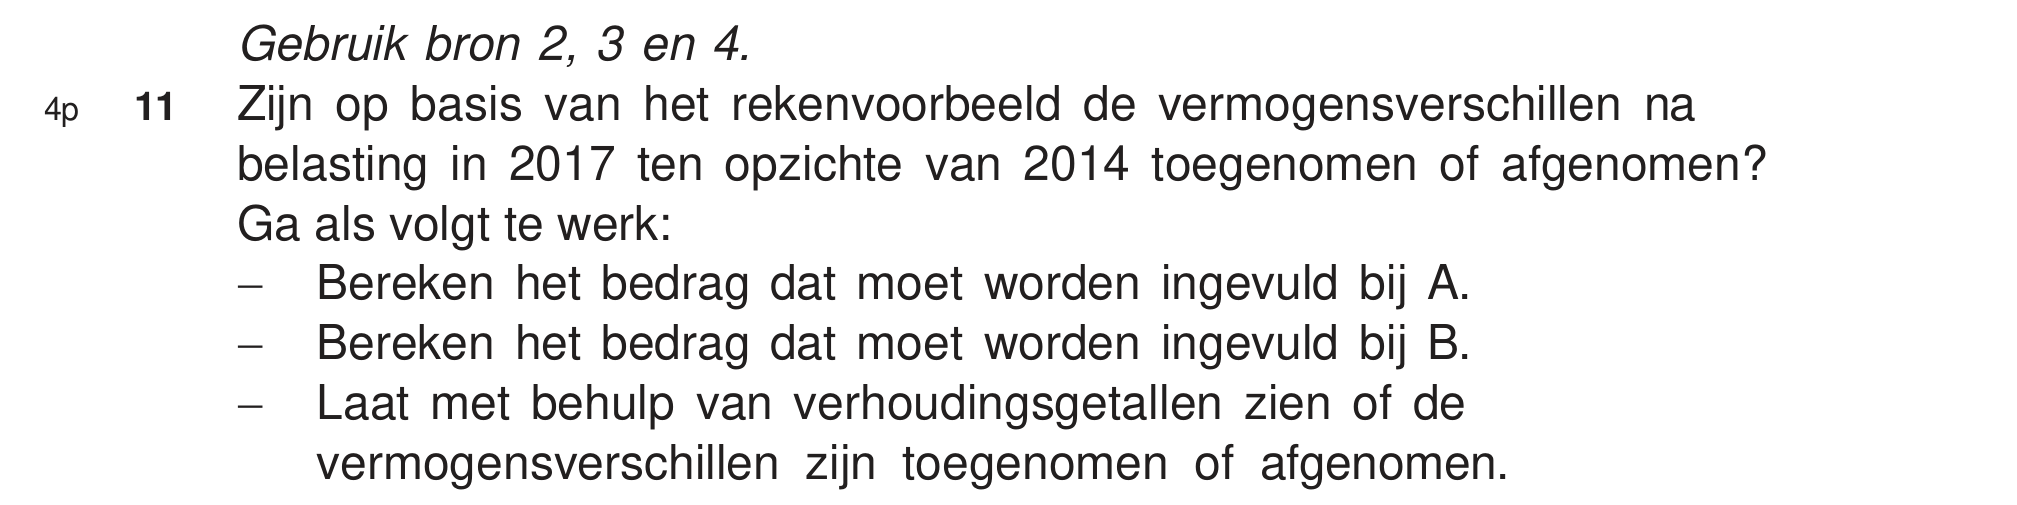 Gebruik bron 2, 3 en 4.
4p 11 Zijn op basis van het rekenvoorbeeld de vermogensverschillen na
belasting in 2017 ten opzichte van 2014 toegenomen of afgenomen?
Ga als volgt te werk:
– Bereken het bedrag dat moet worden ingevuld bij A.
– Bereken het bedrag dat moet worden ingevuld bij B.
– Laat met behulp van verhoudingsgetallen zien of de
vermogensverschillen zijn toegenomen of afgenomen.